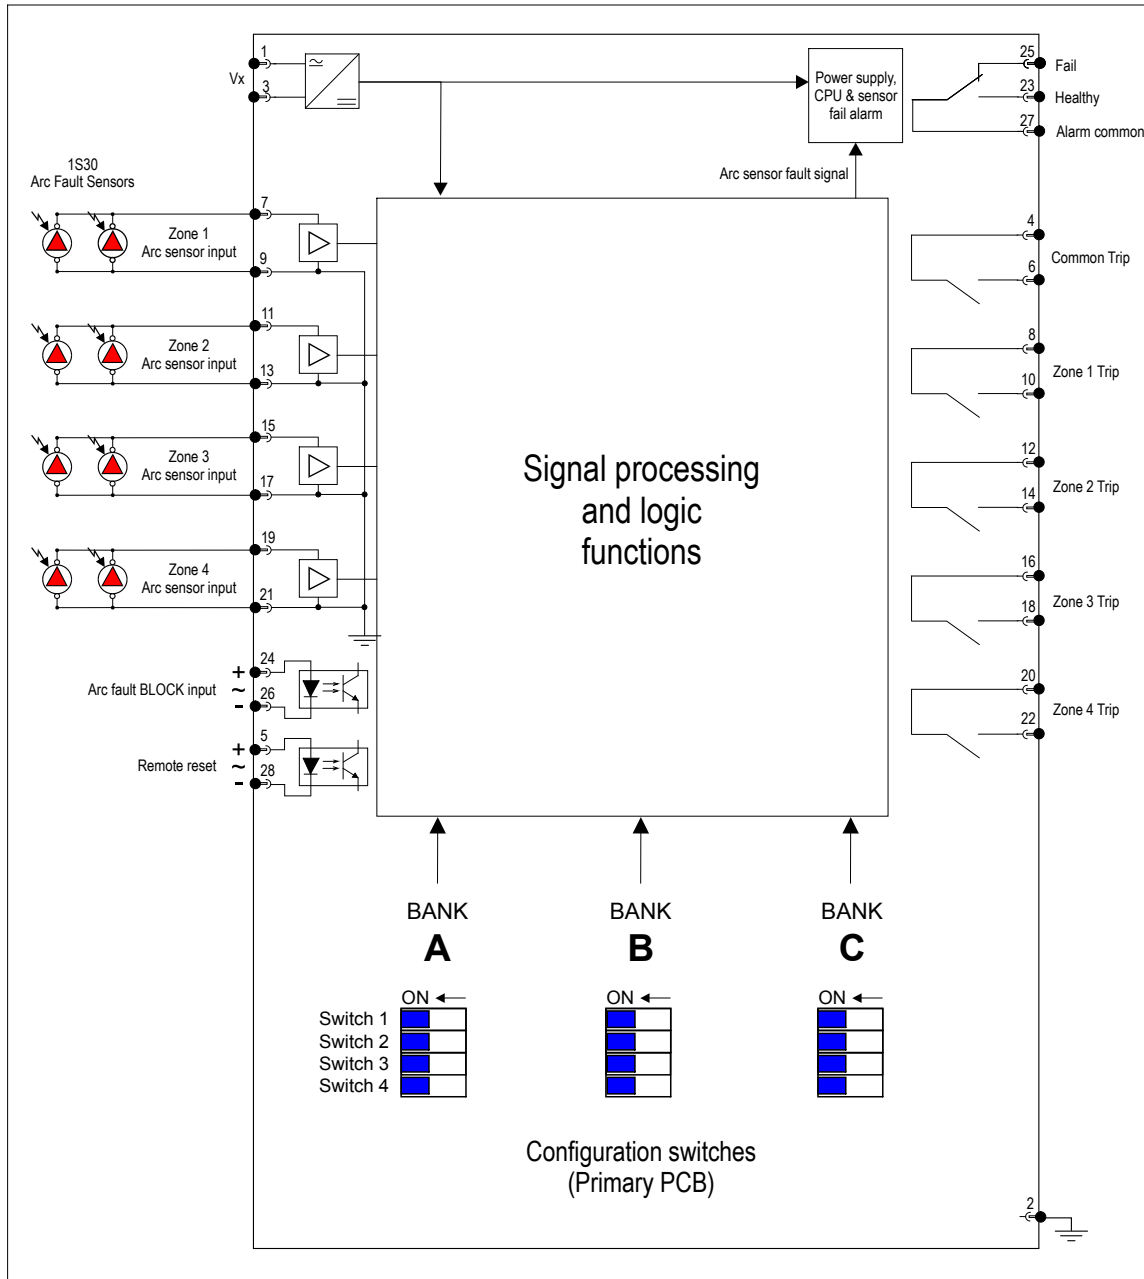 1
Vx
3
Power supply,
CPU & sensor
fail alarm
25
Fail
23
Healthy
27
Alarm common
1S30
Arc Fault Sensors
Arc sensor fault signal
7
Zone 1
Arc sensor input
9
11
Zone 2
Arc sensor input
13
15
Zone 3
Arc sensor input
17
19
Zone 4
Arc sensor input
21
+
24
Arc fault BLOCK input
~
26
-
+
5
Remote reset
~
28
-
Signal processing
and logic
functions
4
Common Trip
6
8
Zone 1 Trip
10
12
Zone 2 Trip
14
16
Zone 3 Trip
18
20
Zone 4 Trip
22
BANK
A
BANK
B
BANK
C
ON
ON
ON
Switch 1
Switch 2
Switch 3
Switch 4
Configuration switches
(Primary PCB)
2